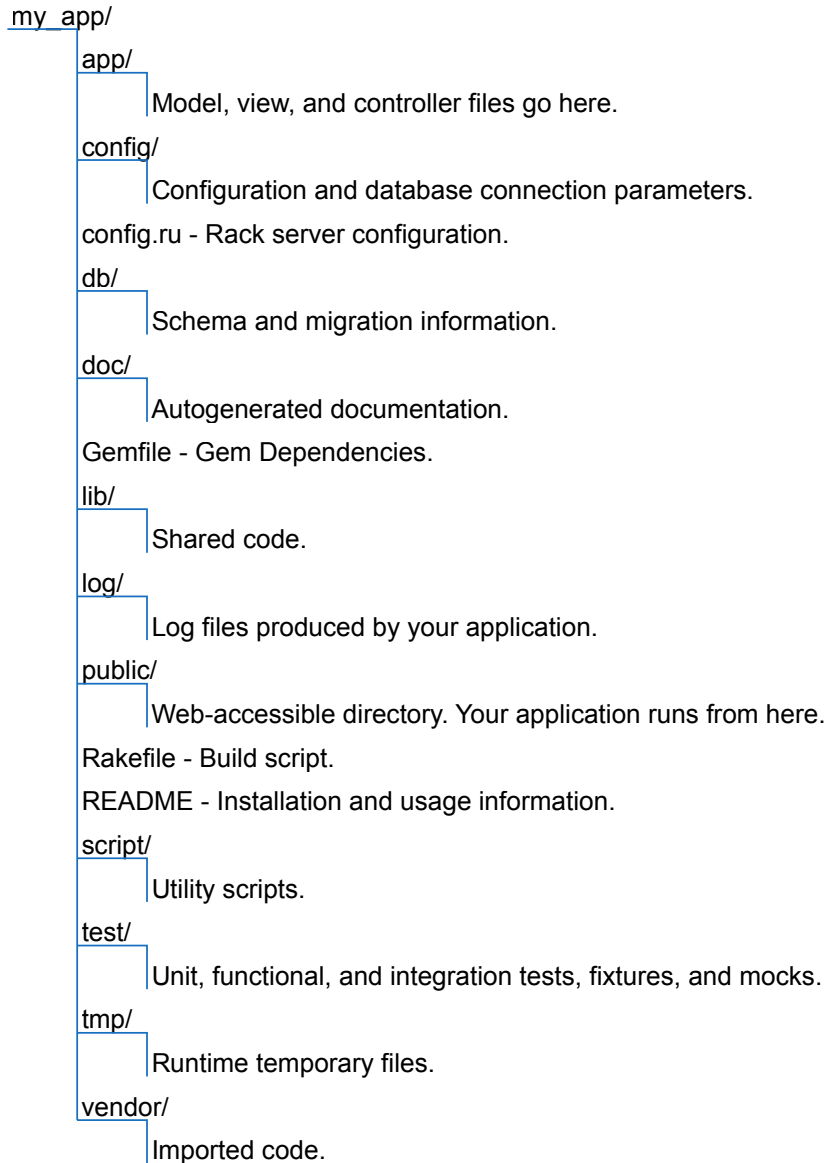 my_app/
app/
Model, view, and controller files go here.
config/
Configuration and database connection parameters.
config.ru - Rack server configuration.
db/
Schema and migration information.
doc/
Autogenerated documentation.
Gemfile - Gem Dependencies.
lib/
Shared code.
log/
Log files produced by your application.
public/
Web-accessible directory. Your application runs from here.
Rakefile - Build script.
README - Installation and usage information.
script/
Utility scripts.
test/
Unit, functional, and integration tests, fixtures, and mocks.
tmp/
Runtime temporary files.
vendor/
Imported code.